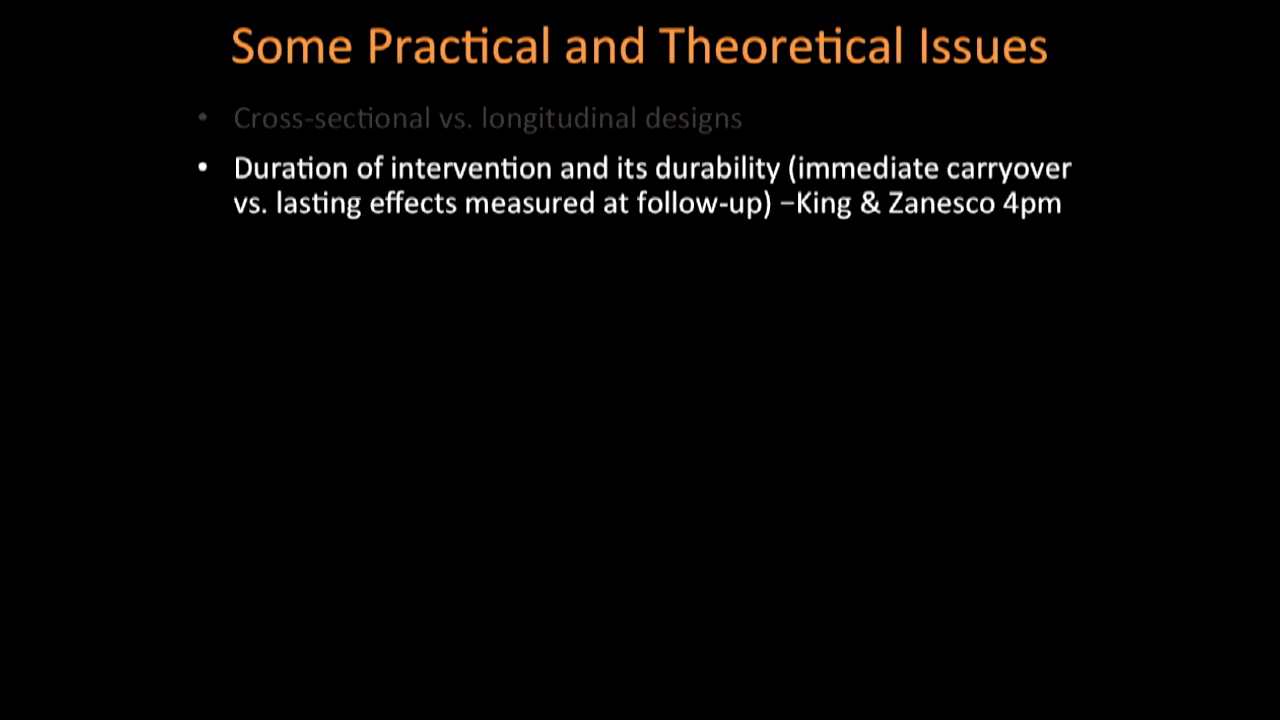 Some Practical and Theoretical Issues
• Cross-sectional vs. longitudinal designs
• Duration of intervention and its durability (immediate carryover
vs. lasting effects measured at follow-up) –King & Zanesco 4pm